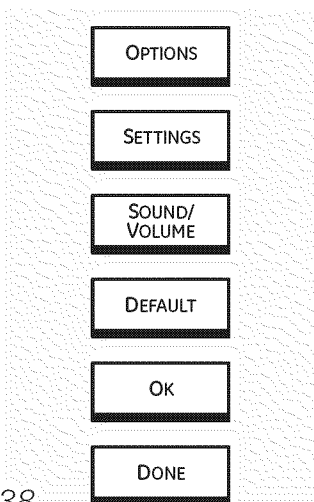 OPTIONS
SETTINGS
SOUND/
VOLUME
DEFAULT
OK
DONE
38